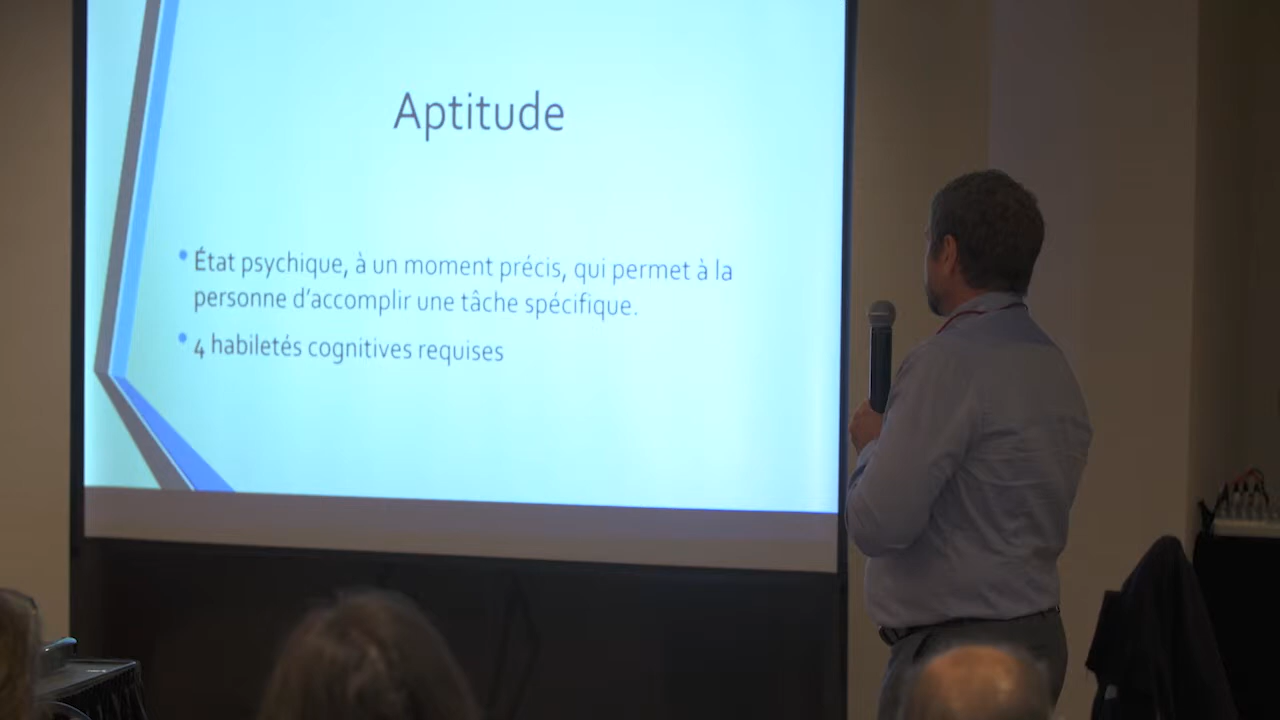 Aptitude
• État psychique, à un moment précis, qui permet à la
personne d'accomplir une tâche spécifique.
• 4 habiletés cognitives requises